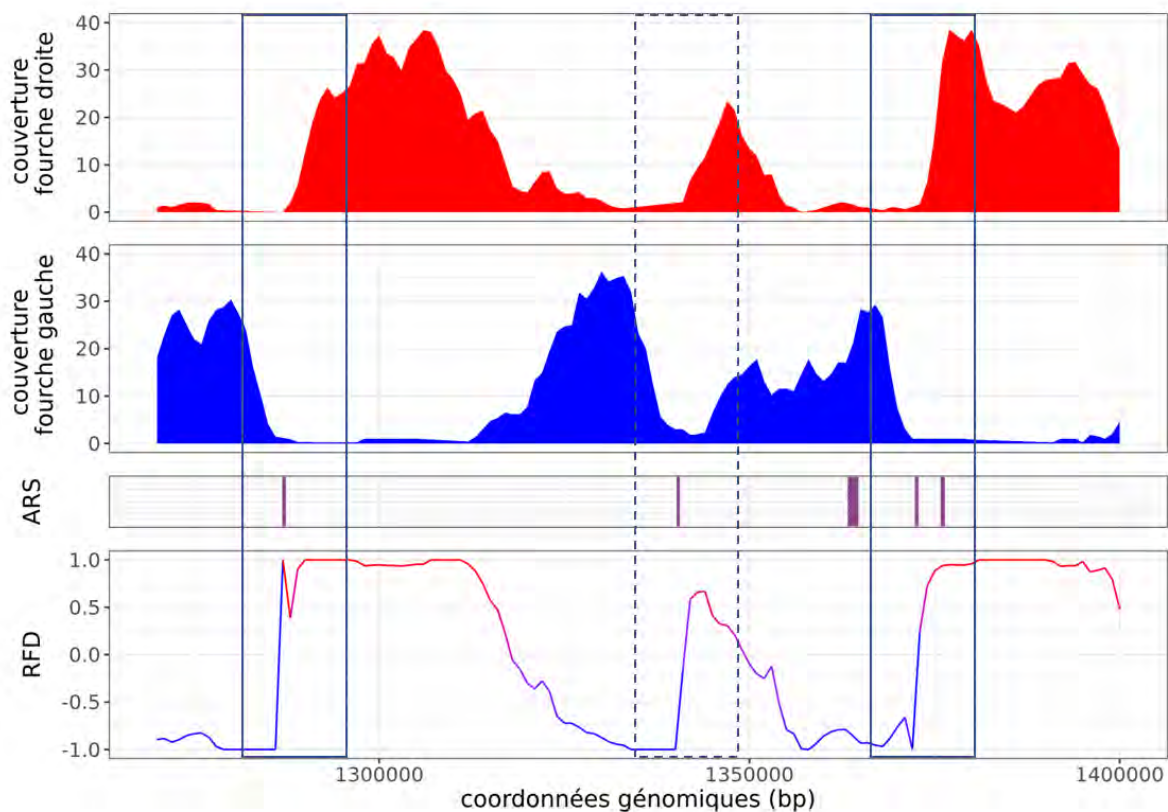 couverture
fourche droite
40
30
20
10
0
couverture
fourche gauche
40
30
20
10
0
ARS
RFD
1.0
0.5
0.0
-0.5
-1.0
1300000
1350000
1400000
coordonnées génomiques (bp)